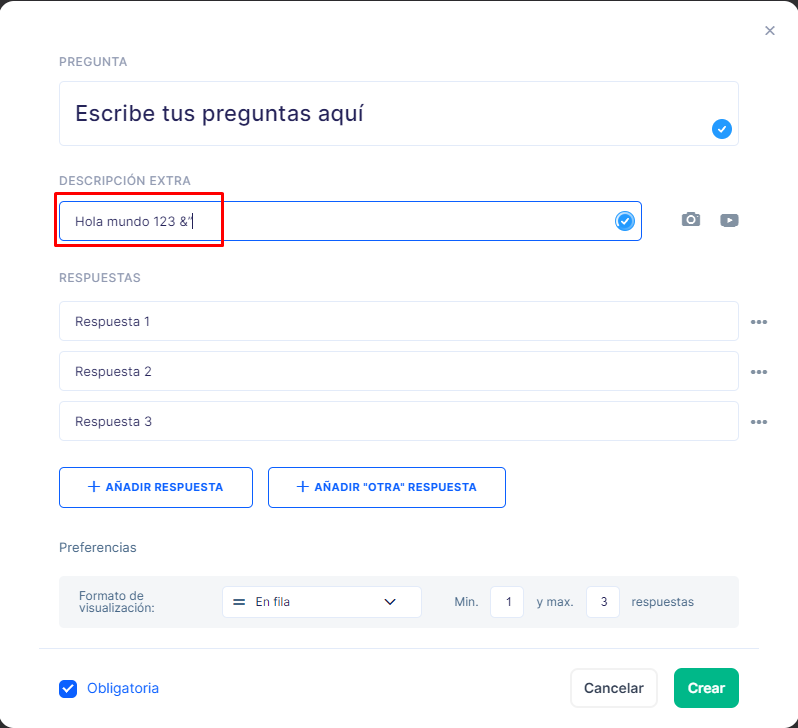 PREGUNTA
Escribe tus preguntas aquí
DESCRIPCIÓN EXTRA
Hola mundo 123 &"
RESPUESTAS
Respuesta 1
Respuesta 2
Respuesta 3
+ AÑADIR RESPUESTA
+ AÑADIR "OTRA" RESPUESTA
Preferencias
Formato de
visualización:
En fila
Min. 1 y max. 3 respuestas
Obligatoria
Cancelar
Crear